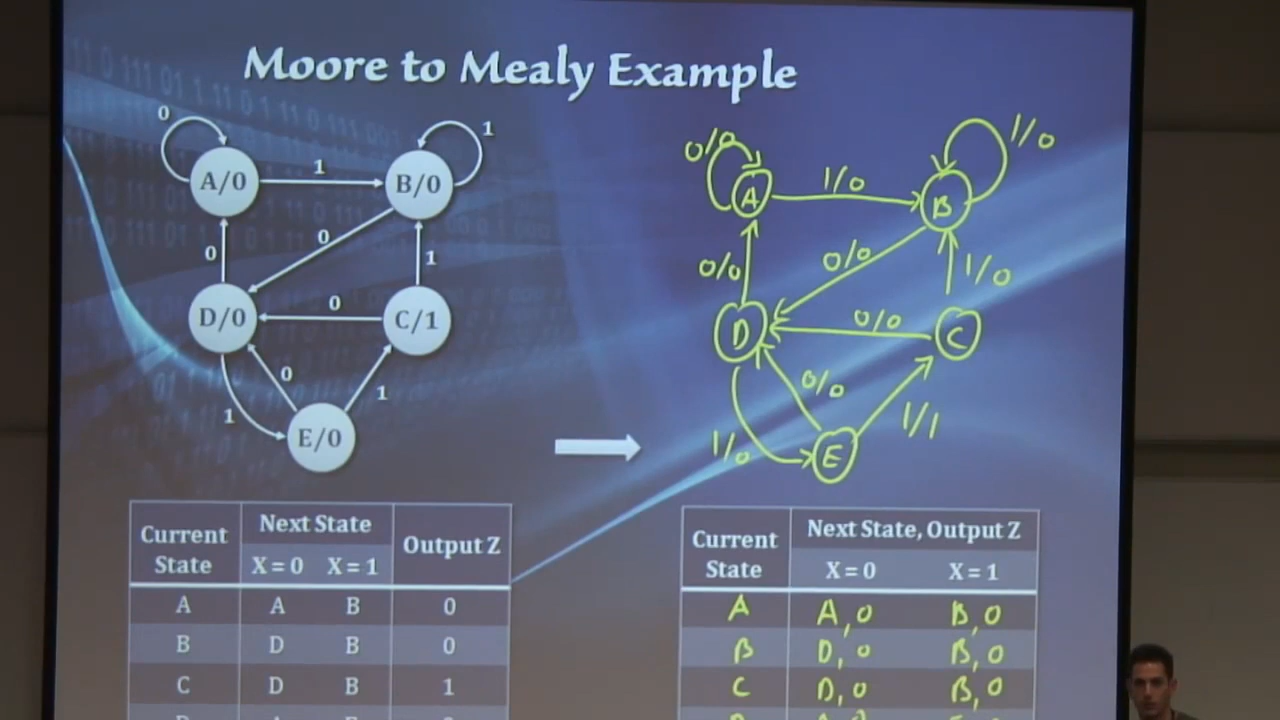 Moore to Mealy Example
0
1
1
A/0
B/0
0
0
1
D/0
0
C/1
0
1
1
E/0
0/0
1/0
1/0
A
B
0/0
0/0
1/0
D
0/0
C
0/0
1/0
1/1
E
Current State
Next State
Output Z
X = 0 X = 1
A A B 0
B D B 0
C D B 1
Current State
Next State, Output Z
X = 0 X = 1
A A,0 B,0
B D,0 B,0
C D,0 B,0